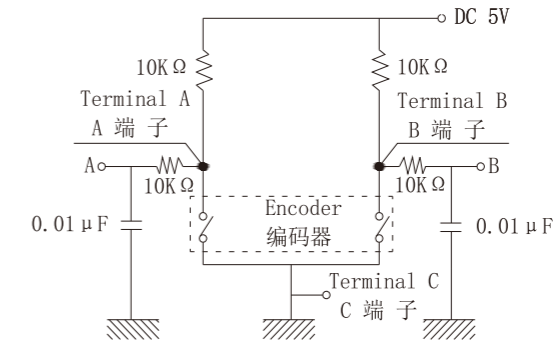 DC 5V
10KΩ
10KΩ
Terminal A
A 端 子
Terminal B
B 端 子
A
10KΩ
10KΩ
B
0.01μF
Encoder
编码器
0.01μF
Terminal C
C 端 子